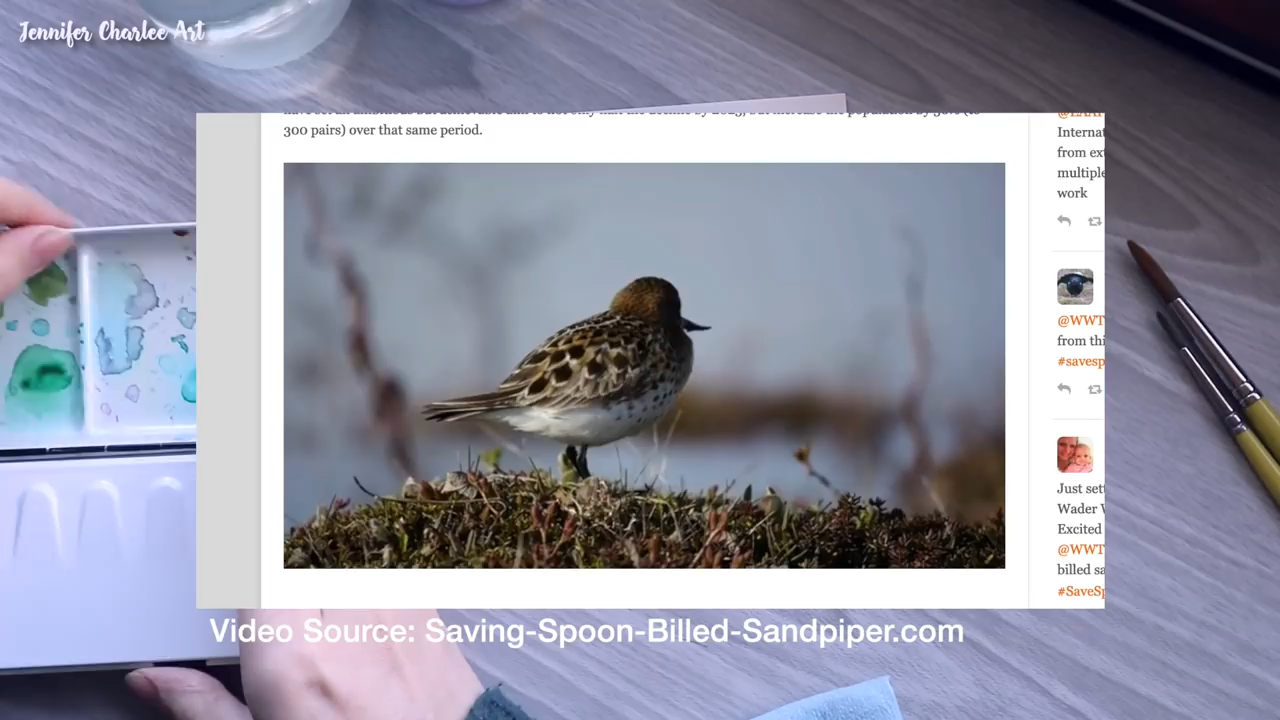 Jennifer Charlee Art
300 pairs) over that same period.
Internat
from ext
multiple
work
@WWT
from thi
#savesp
Just set
Wader W
Excited
@WWT
billed sa
#SaveSp
Video Source: Saving-Spoon-Billed-Sandpiper.com